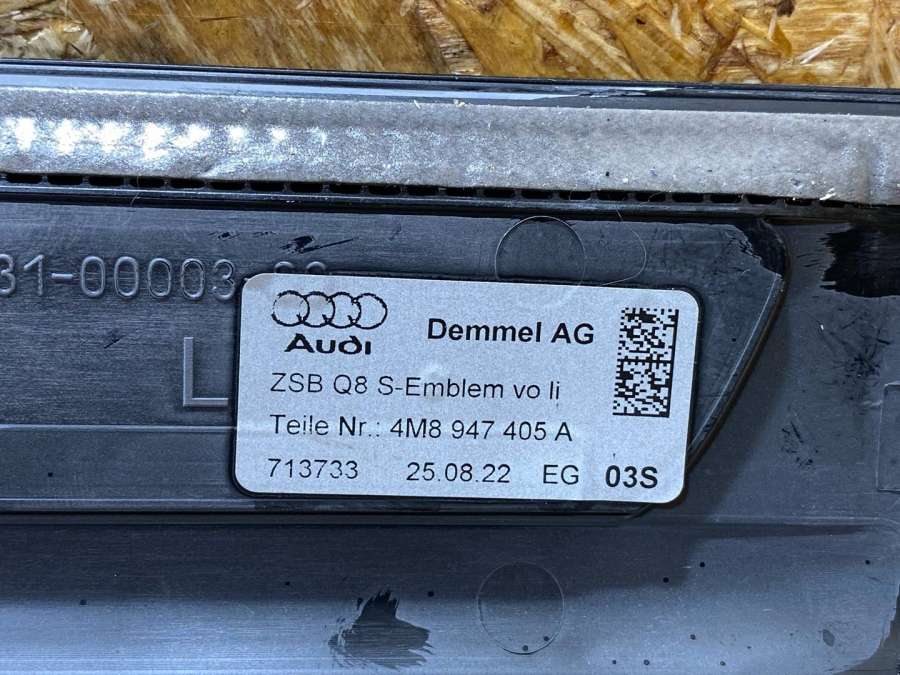 31-00003
L
Audi
Demmel AG
ZSB Q8 S-Emblem vo li
Teile Nr.: 4M8 947 405 A
713733 25.08.22 EG 03S